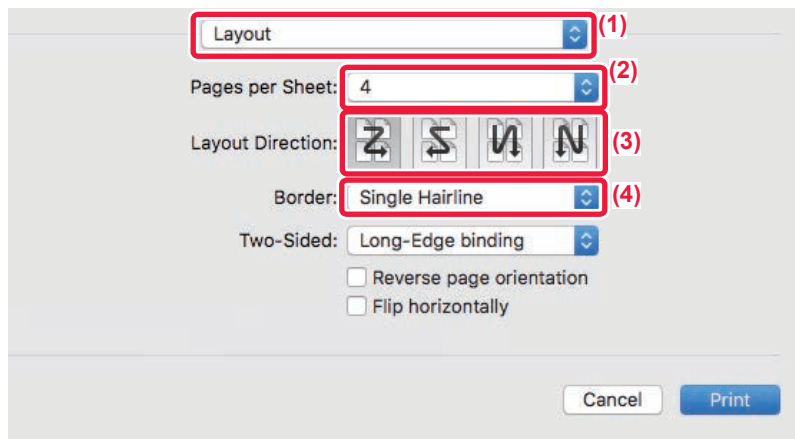 Layout (1)
Pages per Sheet: 4 (2)
Layout Direction: (3)
Border: Single Hairline (4)
Two-Sided: Long-Edge binding
Reverse page orientation
Flip horizontally
Cancel Print